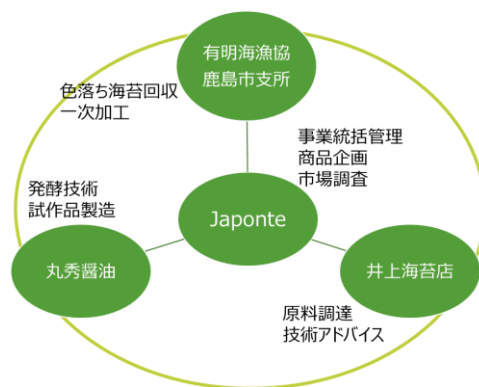 有明海漁協
鹿島市支所
色落ち海苔回収
一次加工
事業統括管理
商品企画
市場調査
発酵技術
試作品製造
Japonte
丸秀醤油
井上海苔店
原料調達
技術アドバイス